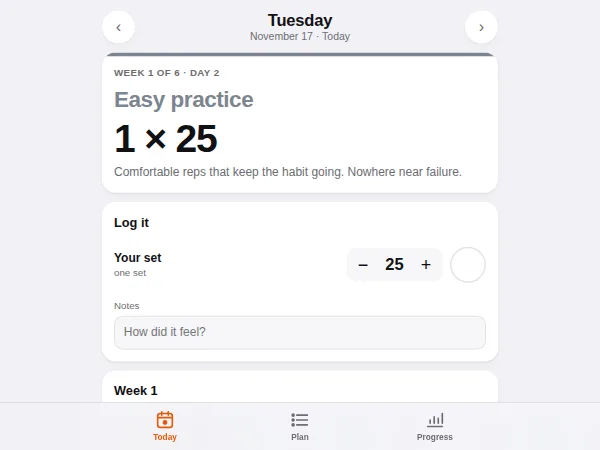 ‹
Tuesday
›
November 17 · Today
WEEK 1 OF 6 · DAY 2
Easy practice
1 × 25
Comfortable reps that keep the habit going. Nowhere near failure.
Log it
Your set
one set
− 25 +
Notes
How did it feel?
Week 1
Today
Plan
Progress